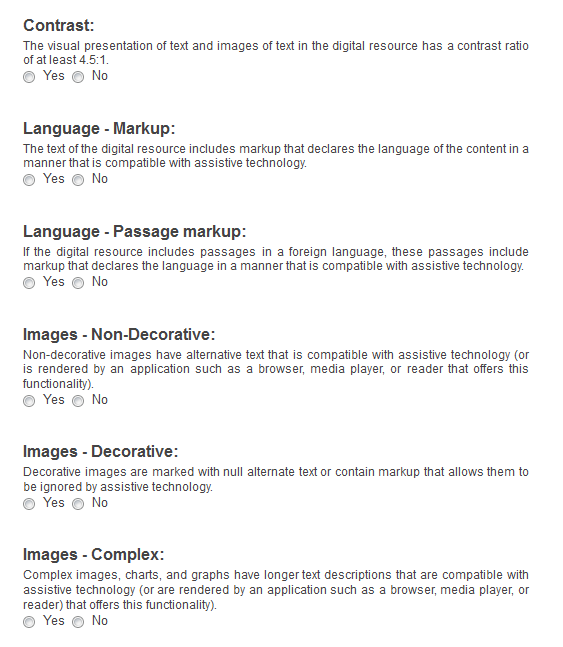 Contrast:
The visual presentation of text and images of text in the digital resource has a contrast ratio
of at least 4.5:1.
Yes No
Language - Markup:
The text of the digital resource includes markup that declares the language of the content in a
manner that is compatible with assistive technology.
Yes No
Language - Passage markup:
If the digital resource includes passages in a foreign language, these passages include
markup that declares the language in a manner that is compatible with assistive technology.
Yes No
Images - Non-Decorative:
Non-decorative images have alternative text that is compatible with assistive technology (or
is rendered by an application such as a browser, media player, or reader that offers this
functionality).
Yes No
Images - Decorative:
Decorative images are marked with null alternate text or contain markup that allows them to
be ignored by assistive technology.
Yes No
Images - Complex:
Complex images, charts, and graphs have longer text descriptions that are compatible with
assistive technology (or are rendered by an application such as a browser, media player, or
reader) that offers this functionality).
Yes No